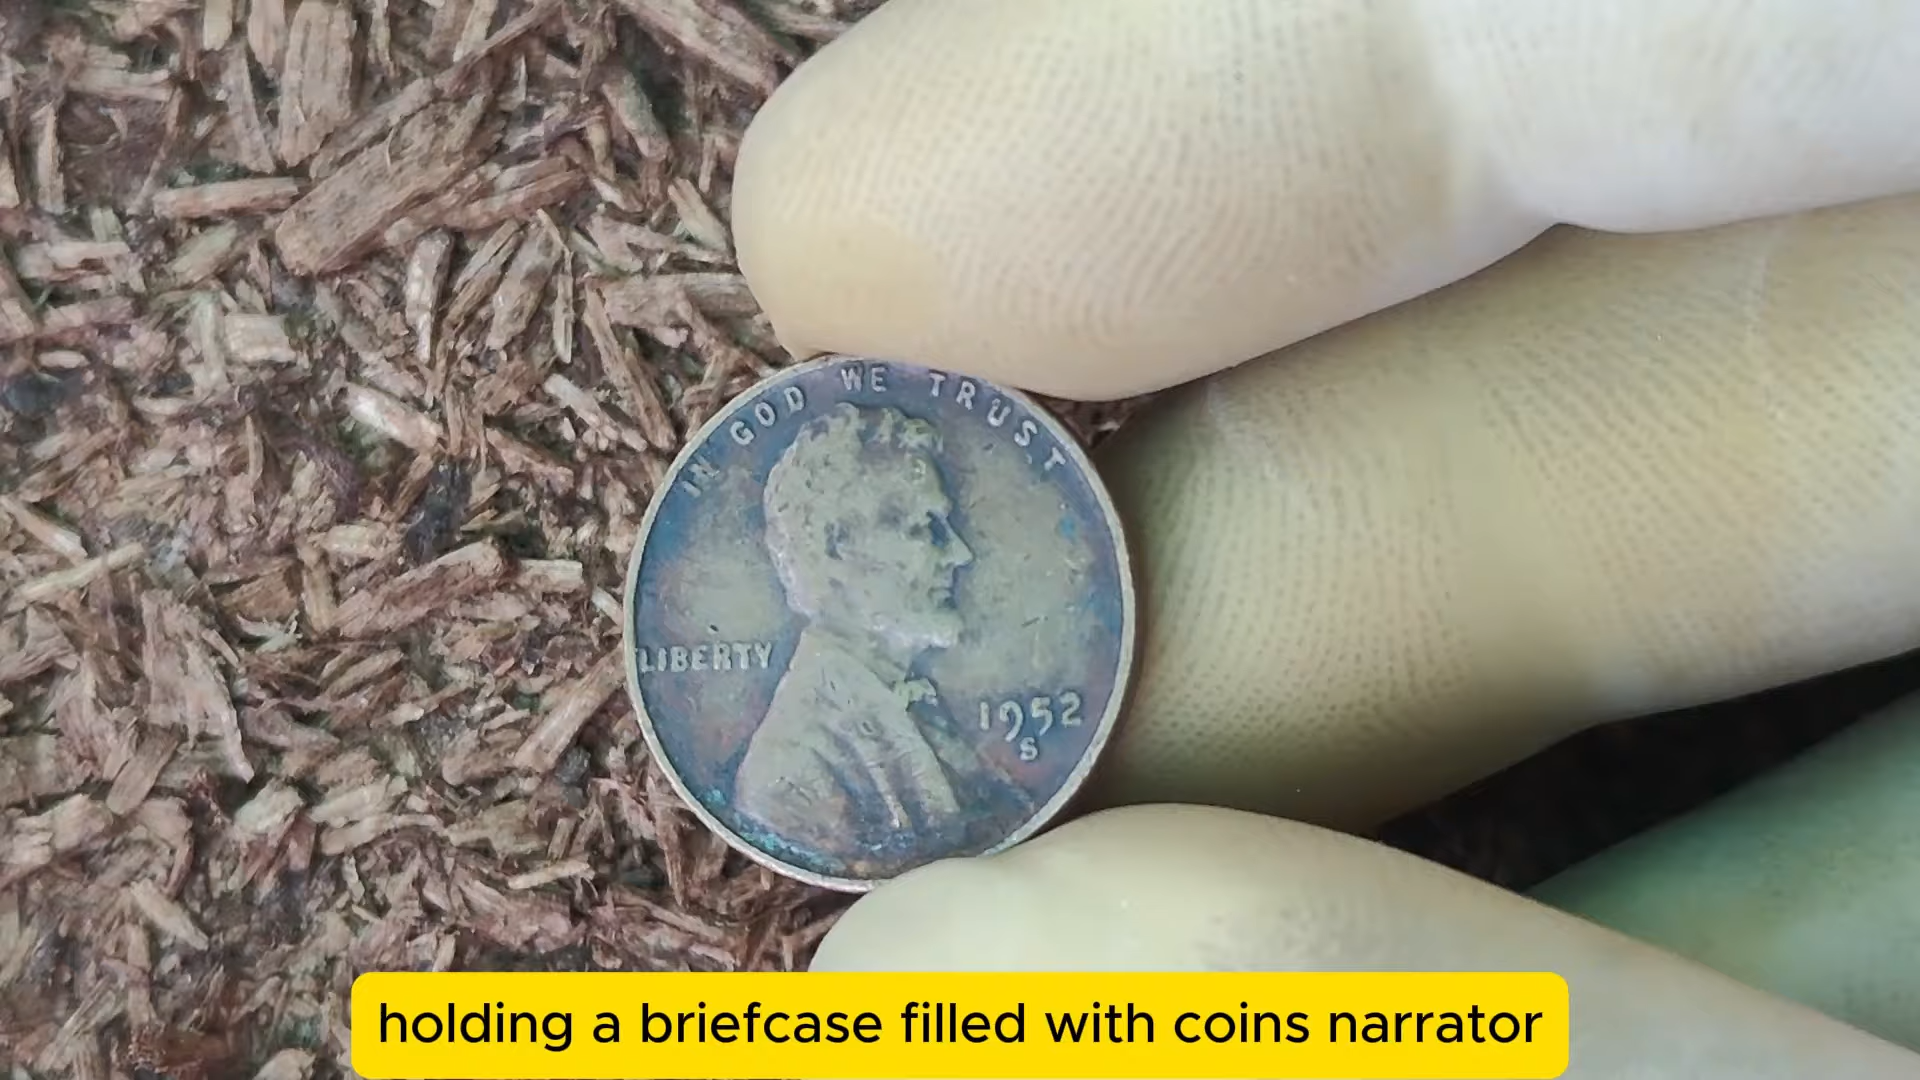 IN GOD WE TRUST
LIBERTY
1952
S
holding a briefcase filled with coins narrator